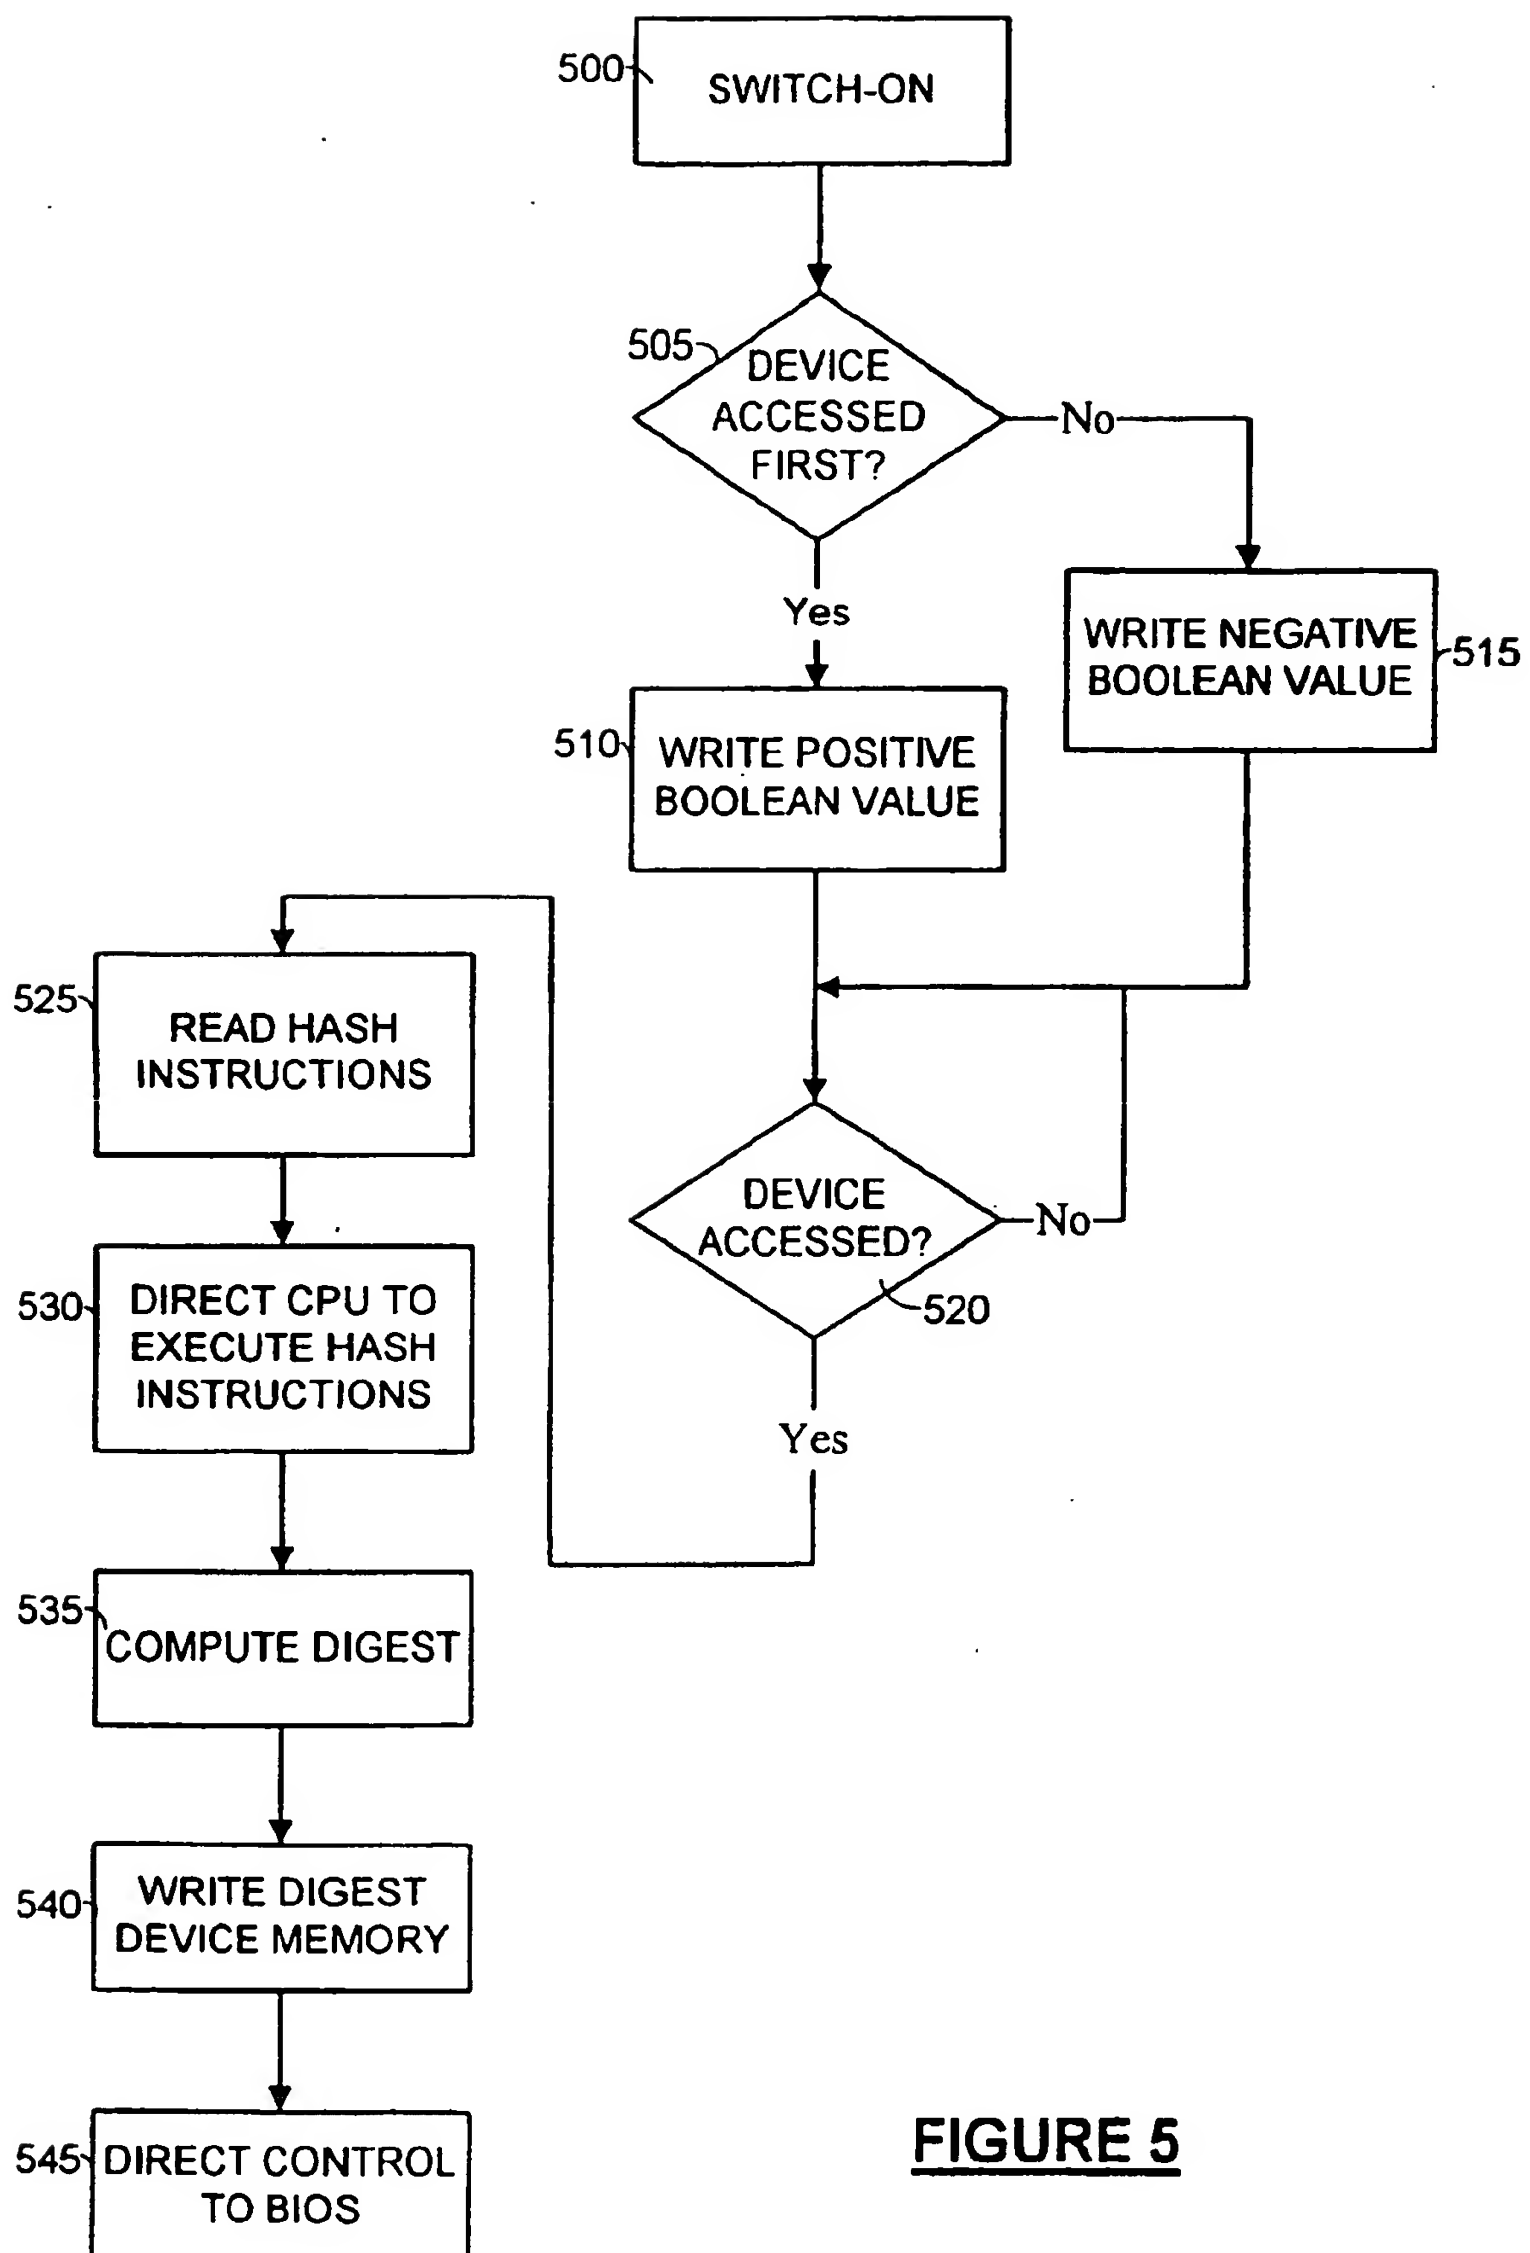 500
SWITCH-ON
505
DEVICE
ACCESSED
FIRST?
No
Yes
WRITE NEGATIVE
BOOLEAN VALUE
515
510
WRITE POSITIVE
BOOLEAN VALUE
525
READ HASH
INSTRUCTIONS
DEVICE
ACCESSED?
No
520
Yes
530
DIRECT CPU TO
EXECUTE HASH
INSTRUCTIONS
535
COMPUTE DIGEST
540
WRITE DIGEST
DEVICE MEMORY
545
DIRECT CONTROL
TO BIOS
FIGURE 5